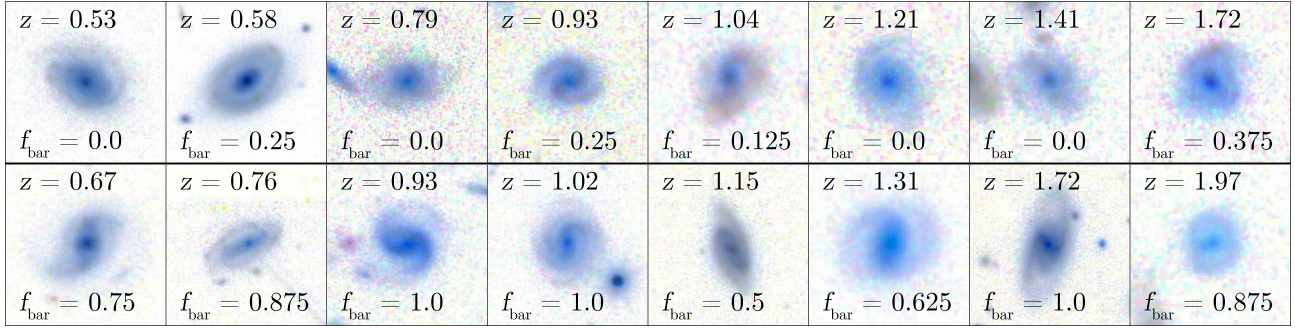 z = 0.53 z = 0.58 z = 0.79 z = 0.93 z = 1.04 z = 1.21 z = 1.41 z = 1.72
f_bar = 0.0 f_bar = 0.25 f_bar = 0.0 f_bar = 0.25 f_bar = 0.125 f_bar = 0.0 f_bar = 0.0 f_bar = 0.375
z = 0.67 z = 0.76 z = 0.93 z = 1.02 z = 1.15 z = 1.31 z = 1.72 z = 1.97
f_bar = 0.75 f_bar = 0.875 f_bar = 1.0 f_bar = 1.0 f_bar = 0.5 f_bar = 0.625 f_bar = 1.0 f_bar = 0.875